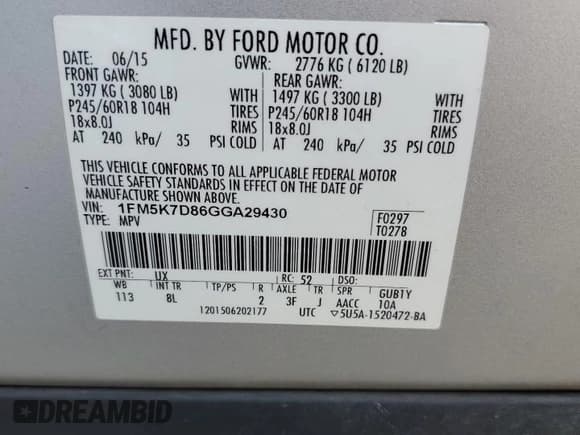 MFD. BY FORD MOTOR CO.
DATE: 06/15 GVWR: 2776 KG ( 6120 LB)
FRONT GAWR: REAR GAWR:
1397 KG ( 3080 LB) WITH 1497 KG ( 3300 LB) WITH
P245/60R18 104H TIRES P245/60R18 104H TIRES
18x8.0J RIMS 18x8.0J RIMS
AT 240 kPa/ 35 PSI COLD AT 240 kPa/ 35 PSI COLD
THIS VEHICLE CONFORMS TO ALL APPLICABLE FEDERAL MOTOR
VEHICLE SAFETY STANDARDS IN EFFECT ON THE DATE OF
MANUFACTURE SHOWN ABOVE.
VIN: 1FM5K7D86GGA29430 F0297
TYPE: MPV T0278
EXT PNT: UX RC: 52 DSO:
WB INT TR TP/PS R AXLE TR SPR GUB1Y
113 8L 2 3F J AACC 10A
1201506202177 UTC ▽5U5A-1520472-BA
DREAMBID